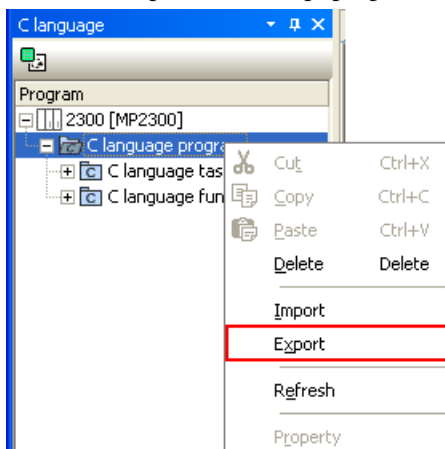 C language
Program
2300 [MP2300]
C language progra
C language tas
C language fun
Cut Ctrl+X
Copy Ctrl+C
Paste Ctrl+V
Delete Delete
Import
Export
Refresh
Property